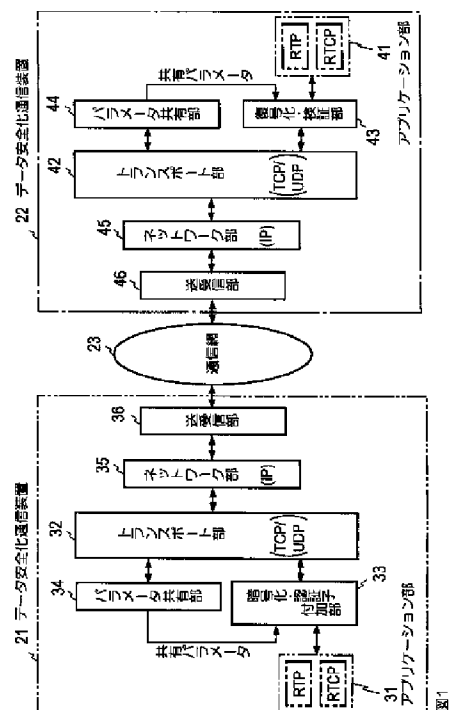 22 データ安全化通信装置
44
パラメータ共有部
共有パラメータ
RTP
RTCP
41
アプリケーション部
復号化・検証部
43
42
トランスポート部
(TCP/
UDP)
45
ネットワーク部
(IP)
46
送受信部
23
通信網
21 データ安全化通信装置
36
送受信部
35
ネットワーク部
(IP)
32
トランスポート部
(TCP/
UDP)
34
パラメータ共有部
共有パラメータ
暗号化・認証子
付加部
33
RTP
RTCP
31
アプリケーション部
図1